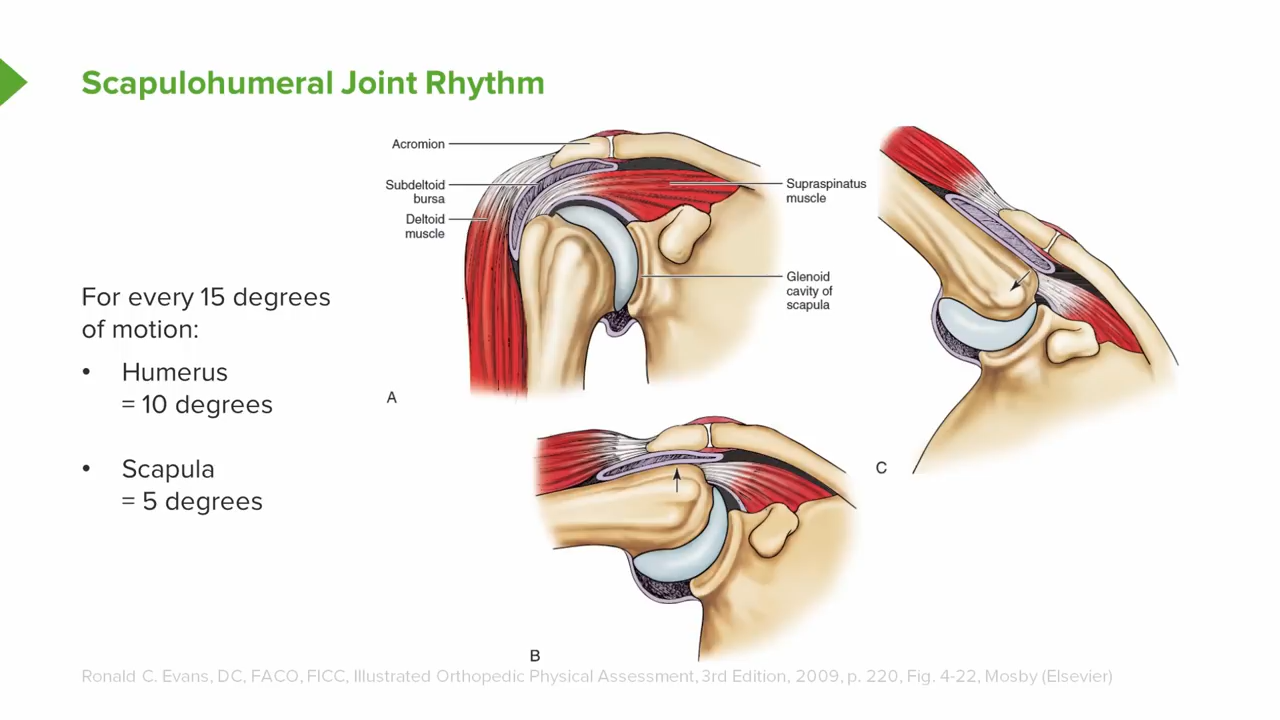 Scapulohumeral Joint Rhythm
For every 15 degrees
of motion:
• Humerus
= 10 degrees
• Scapula
= 5 degrees
Acromion
Subdeltoid
bursa
Deltoid
muscle
Supraspinatus
muscle
Glenoid
cavity of
scapula
A
B
C
Ronald C. Evans, DC, FACO, FICC, Illustrated Orthopedic Physical Assessment, 3rd Edition, 2009, p. 220, Fig. 4-22, Mosby (Elsevier)